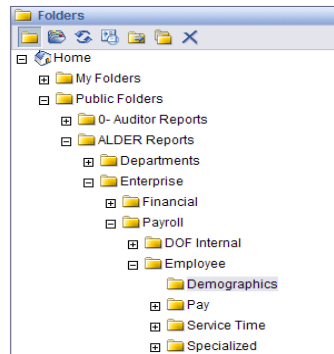 Folders
Home
My Folders
Public Folders
0- Auditor Reports
ALDER Reports
Departments
Enterprise
Financial
Payroll
DOF Internal
Employee
Demographics
Pay
Service Time
Specialized